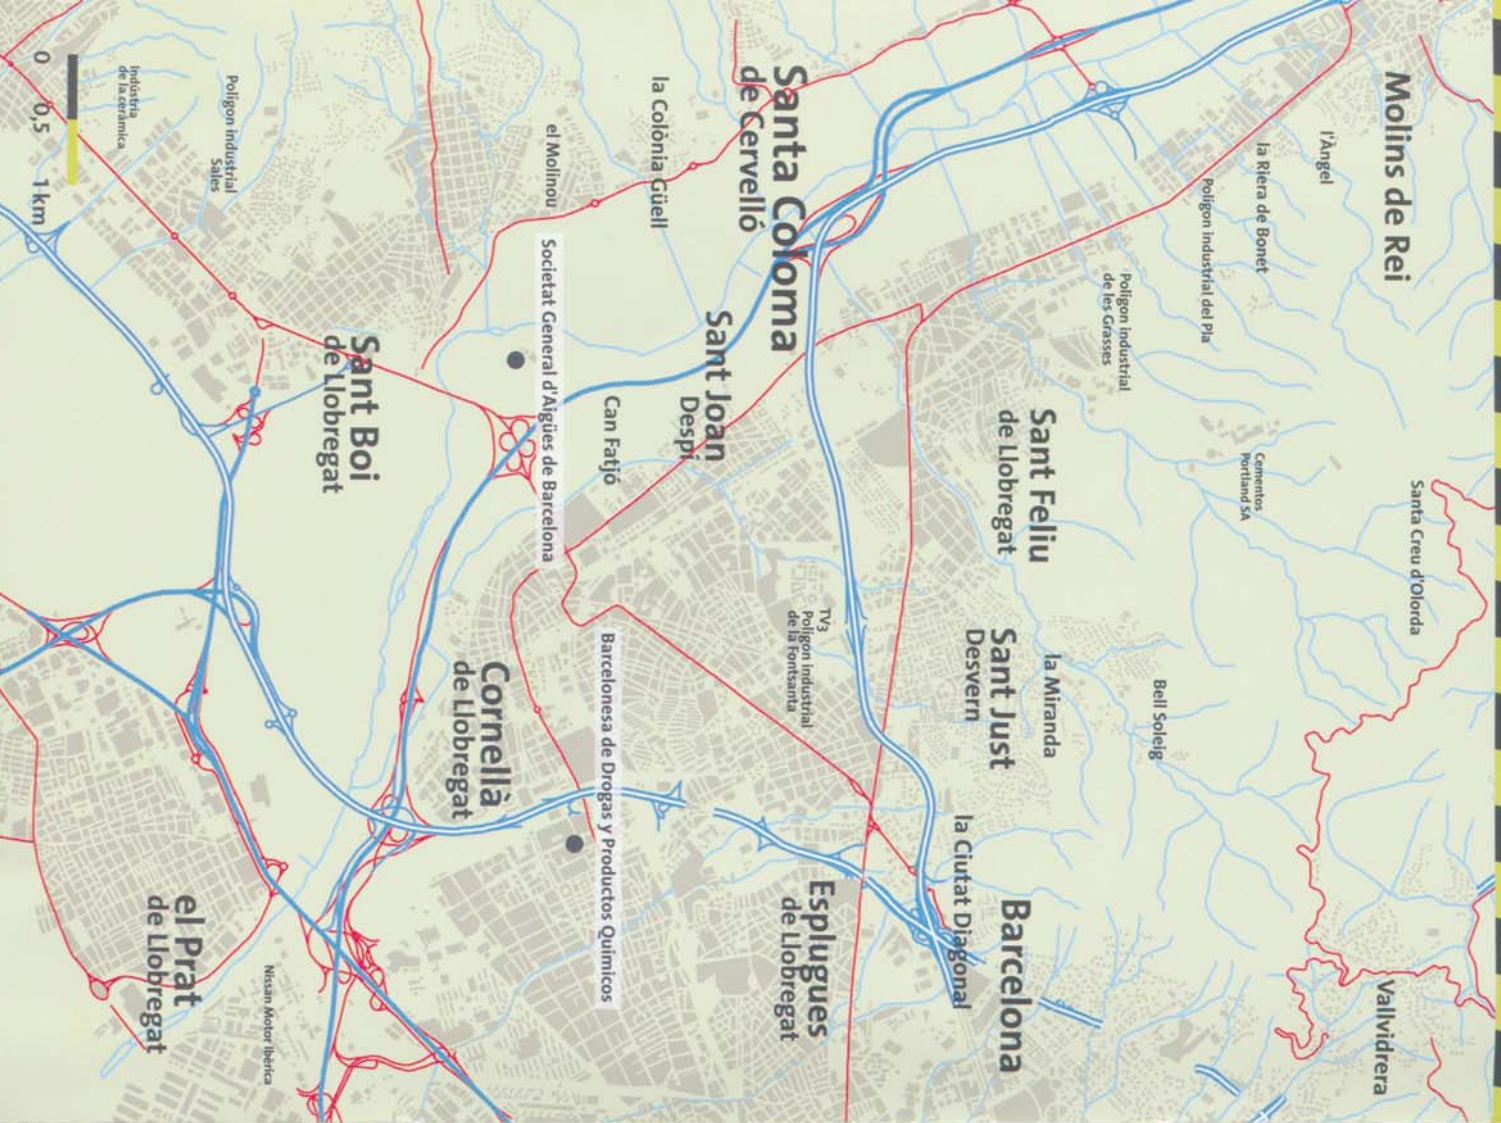 Molins de Rei
l'Àngel
la Riera de Bonet
Polígon industrial del Pla
Polígon industrial
de les Grasses
Santa Creu d'Olorda
Cementos
Portland SA
Vallvidrera
Bell Soleig
la Miranda
Sant Feliu
de Llobregat
Sant Just
Desvern
Barcelona
la Ciutat Diagonal
Santa Coloma
de Cervelló
TV3
Polígon industrial
de la Fontsanta
Esplugues
de Llobregat
Sant Joan
Despí
la Colònia Güell
Can Fatjó
Barcelonesa de Drogas y Productos Químicos
el Molinou
Societat General d'Aigües de Barcelona
Cornellà
de Llobregat
Sant Boi
de Llobregat
Polígon industrial
Sales
Indústria
de la ceràmica
Nissan Motor Ibérica
el Prat
de Llobregat
0 0,5 1 km